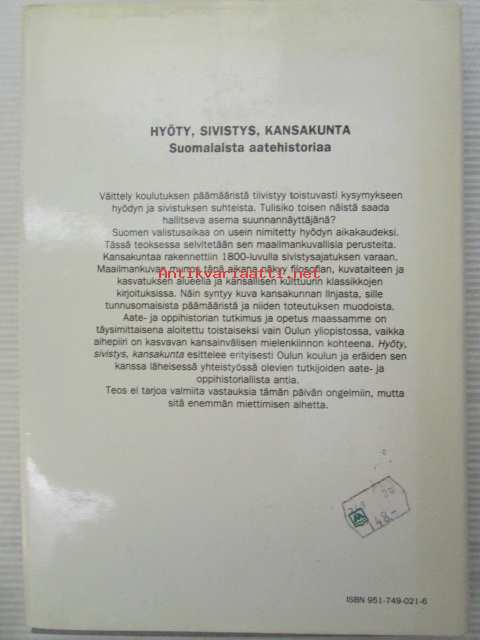 HYÖTY, SIVISTYS, KANSAKUNTA
Suomalaista aatehistoriaa
Väittely koulutuksen päämääristä tiivistyy toistuvasti kysymykseen
hyödyn ja sivistuksen suhteista. Tulisiko toisen näistä saada
hallitseva asema suunnannäyttäjänä?
Suomen valistusaikaa on usein nimitetty hyödyn aikakaudeksi.
Tässä teoksessa selvitetään sen maailmankuvallisia perusteita.
Kansakuntaa rakennettiin 1800-luvulla sivistysajatuksen varaan.
Maailmankuvan muutos tänä aikana näkyy filosofian, kuvataiteen ja
Antikvariaatti.net
kasvatuksen alueella ja kansallisen kulttuurin klassikkojen
kirjoituksissa. Näin syntyy kuva kansakunnan linjasta, sille
tunnusomaisista päämääristä ja niiden toteutuksen muodoista.
Aate- ja oppihistorian tutkimus ja opetus maassamme on
täysimittaisena aloitettu toistaiseksi vain Oulun yliopistossa, vaikka
aihepiiri on kasvavan kansainvälisen mielenkiinnon kohteena. Hyöty,
sivistys, kansakunta esittelee erityisesti Oulun koulun ja eräiden sen
kanssa läheisessä yhteistyössä olevien tutkijoiden aate- ja
oppihistoriallista antia.
Teos ei tarjoa valmiita vastauksia tämän päivän ongelmiin, mutta
sitä enemmän miettimisen aihetta.
48.-
ISBN 951-749-021-6